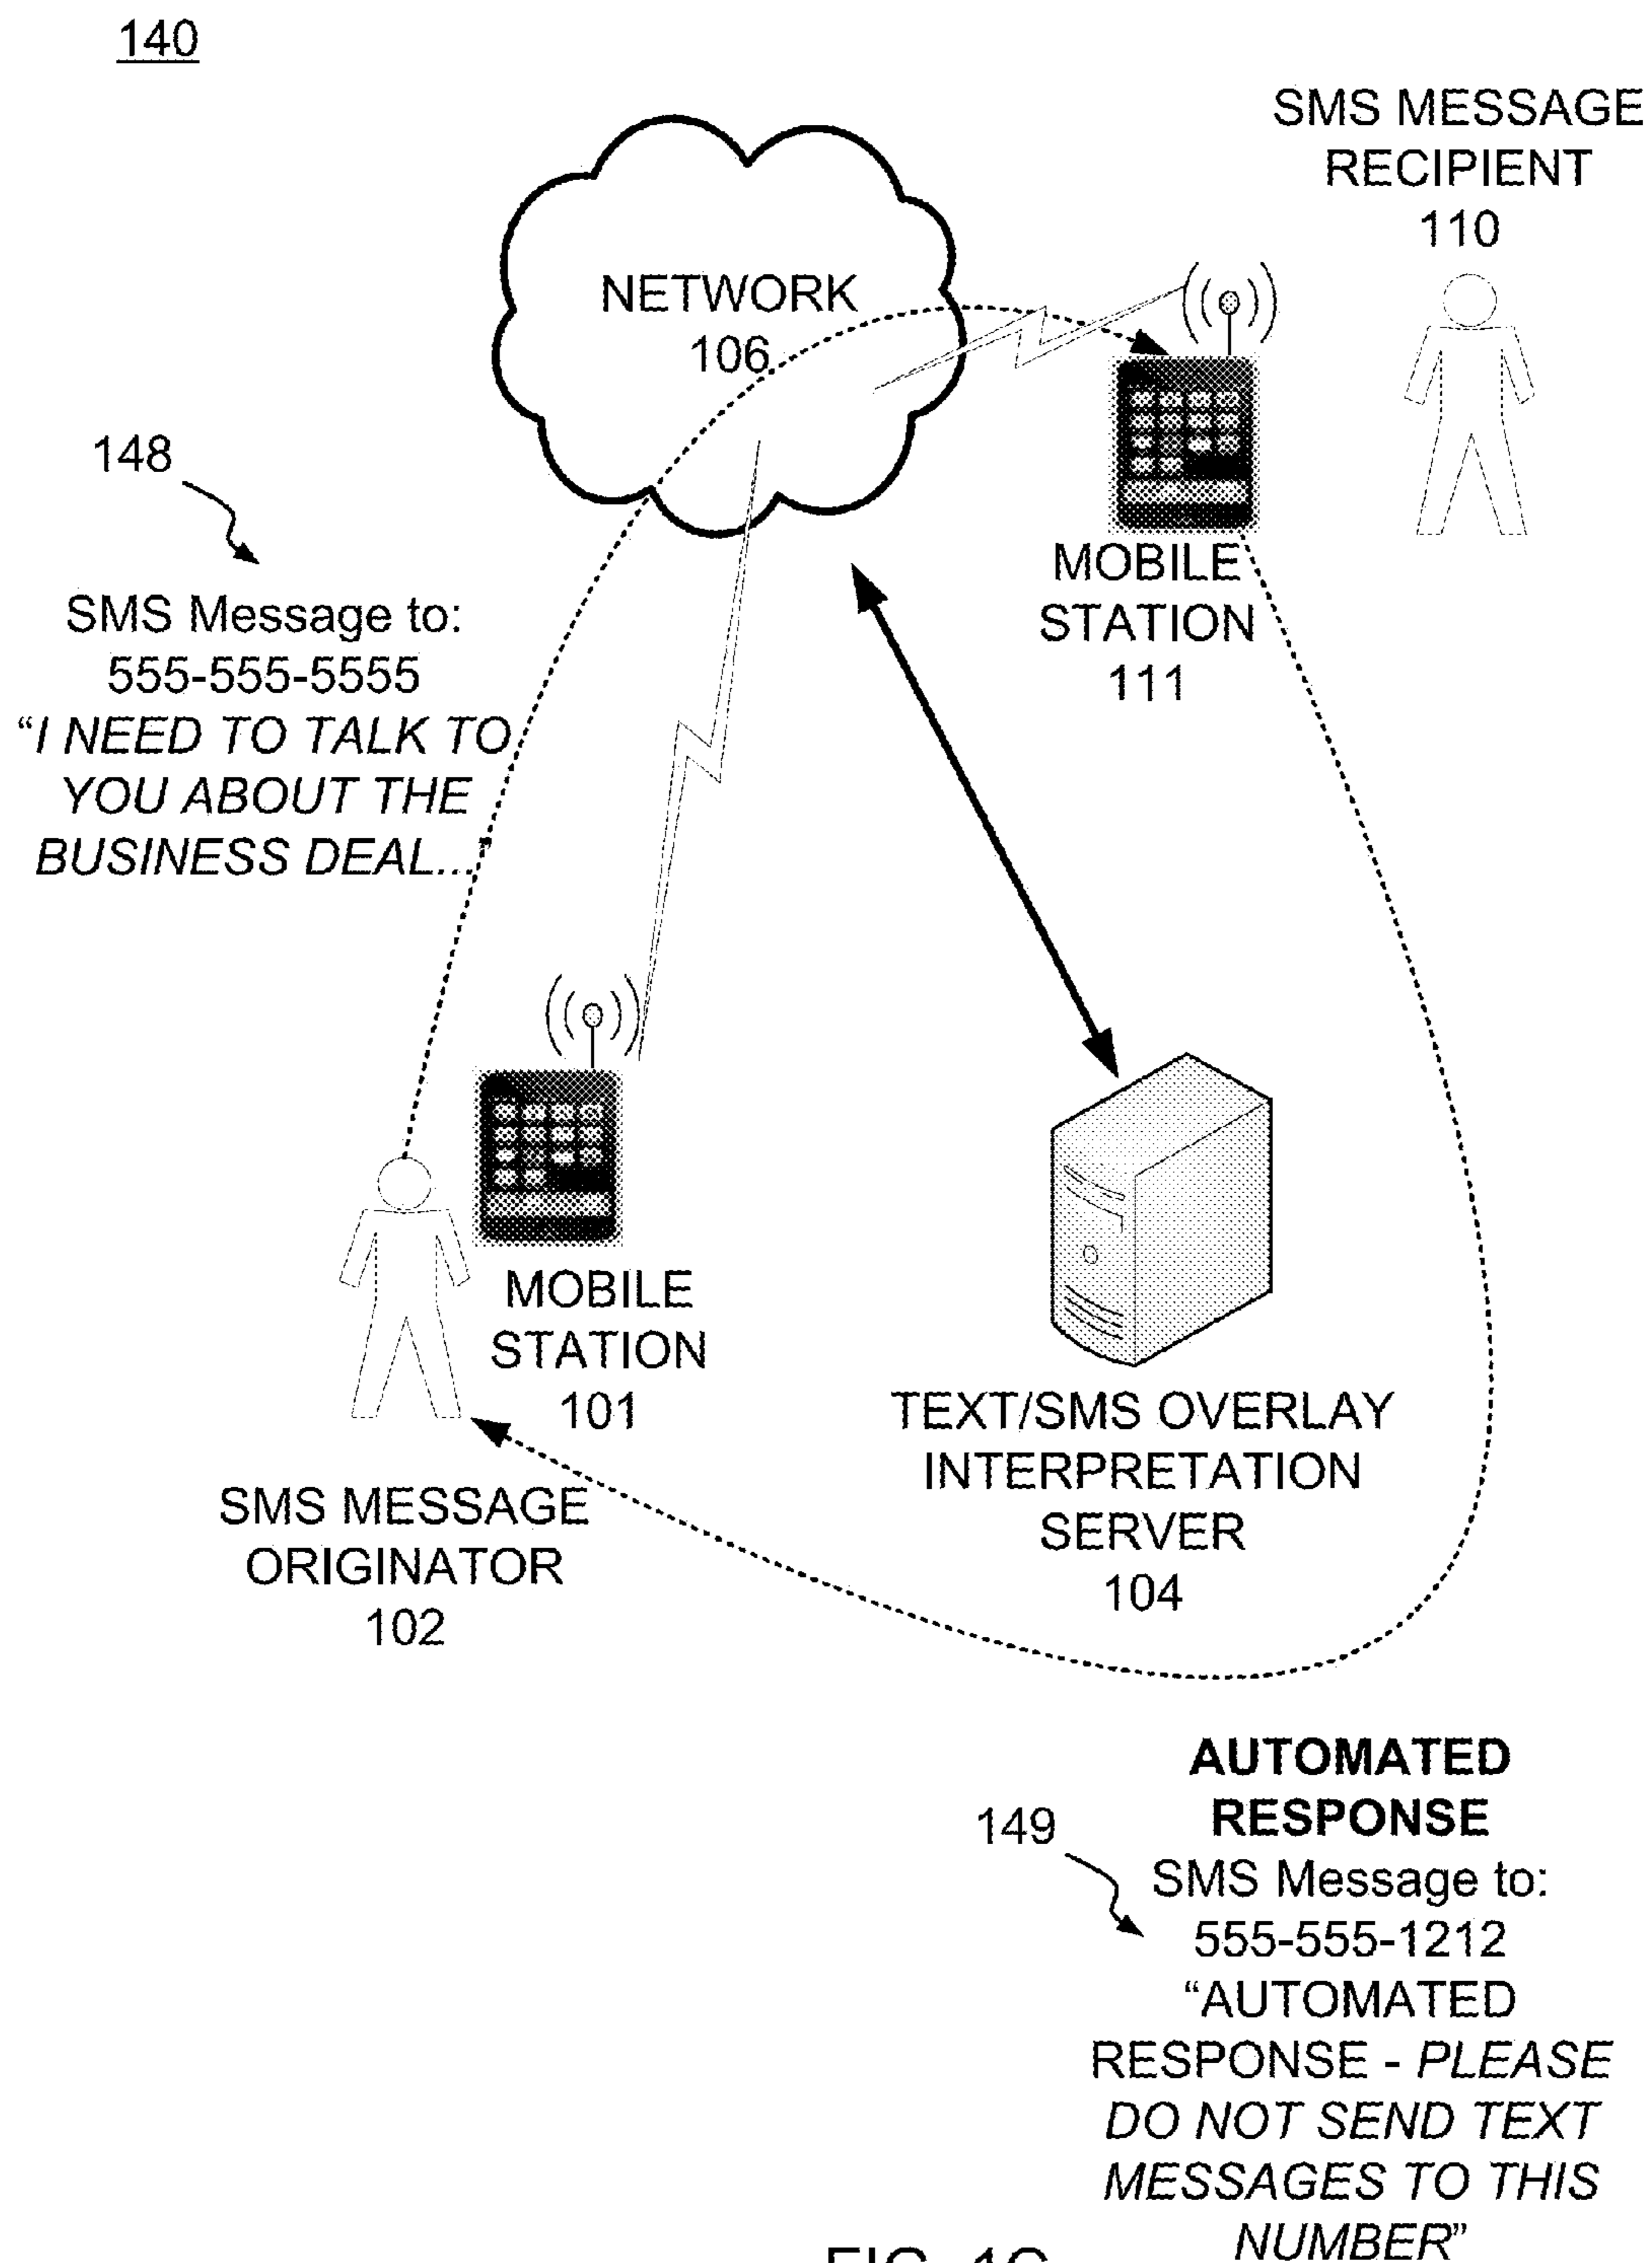 140
SMS MESSAGE
RECIPIENT
110
NETWORK
106
148
SMS Message to:
555-555-5555
“I NEED TO TALK TO
YOU ABOUT THE
BUSINESS DEAL...”
MOBILE
STATION
111
MOBILE
STATION
101
SMS MESSAGE
ORIGINATOR
102
TEXT/SMS OVERLAY
INTERPRETATION
SERVER
104
149
AUTOMATED
RESPONSE
SMS Message to:
555-555-1212
“AUTOMATED
RESPONSE - PLEASE
DO NOT SEND TEXT
MESSAGES TO THIS
NUMBER”